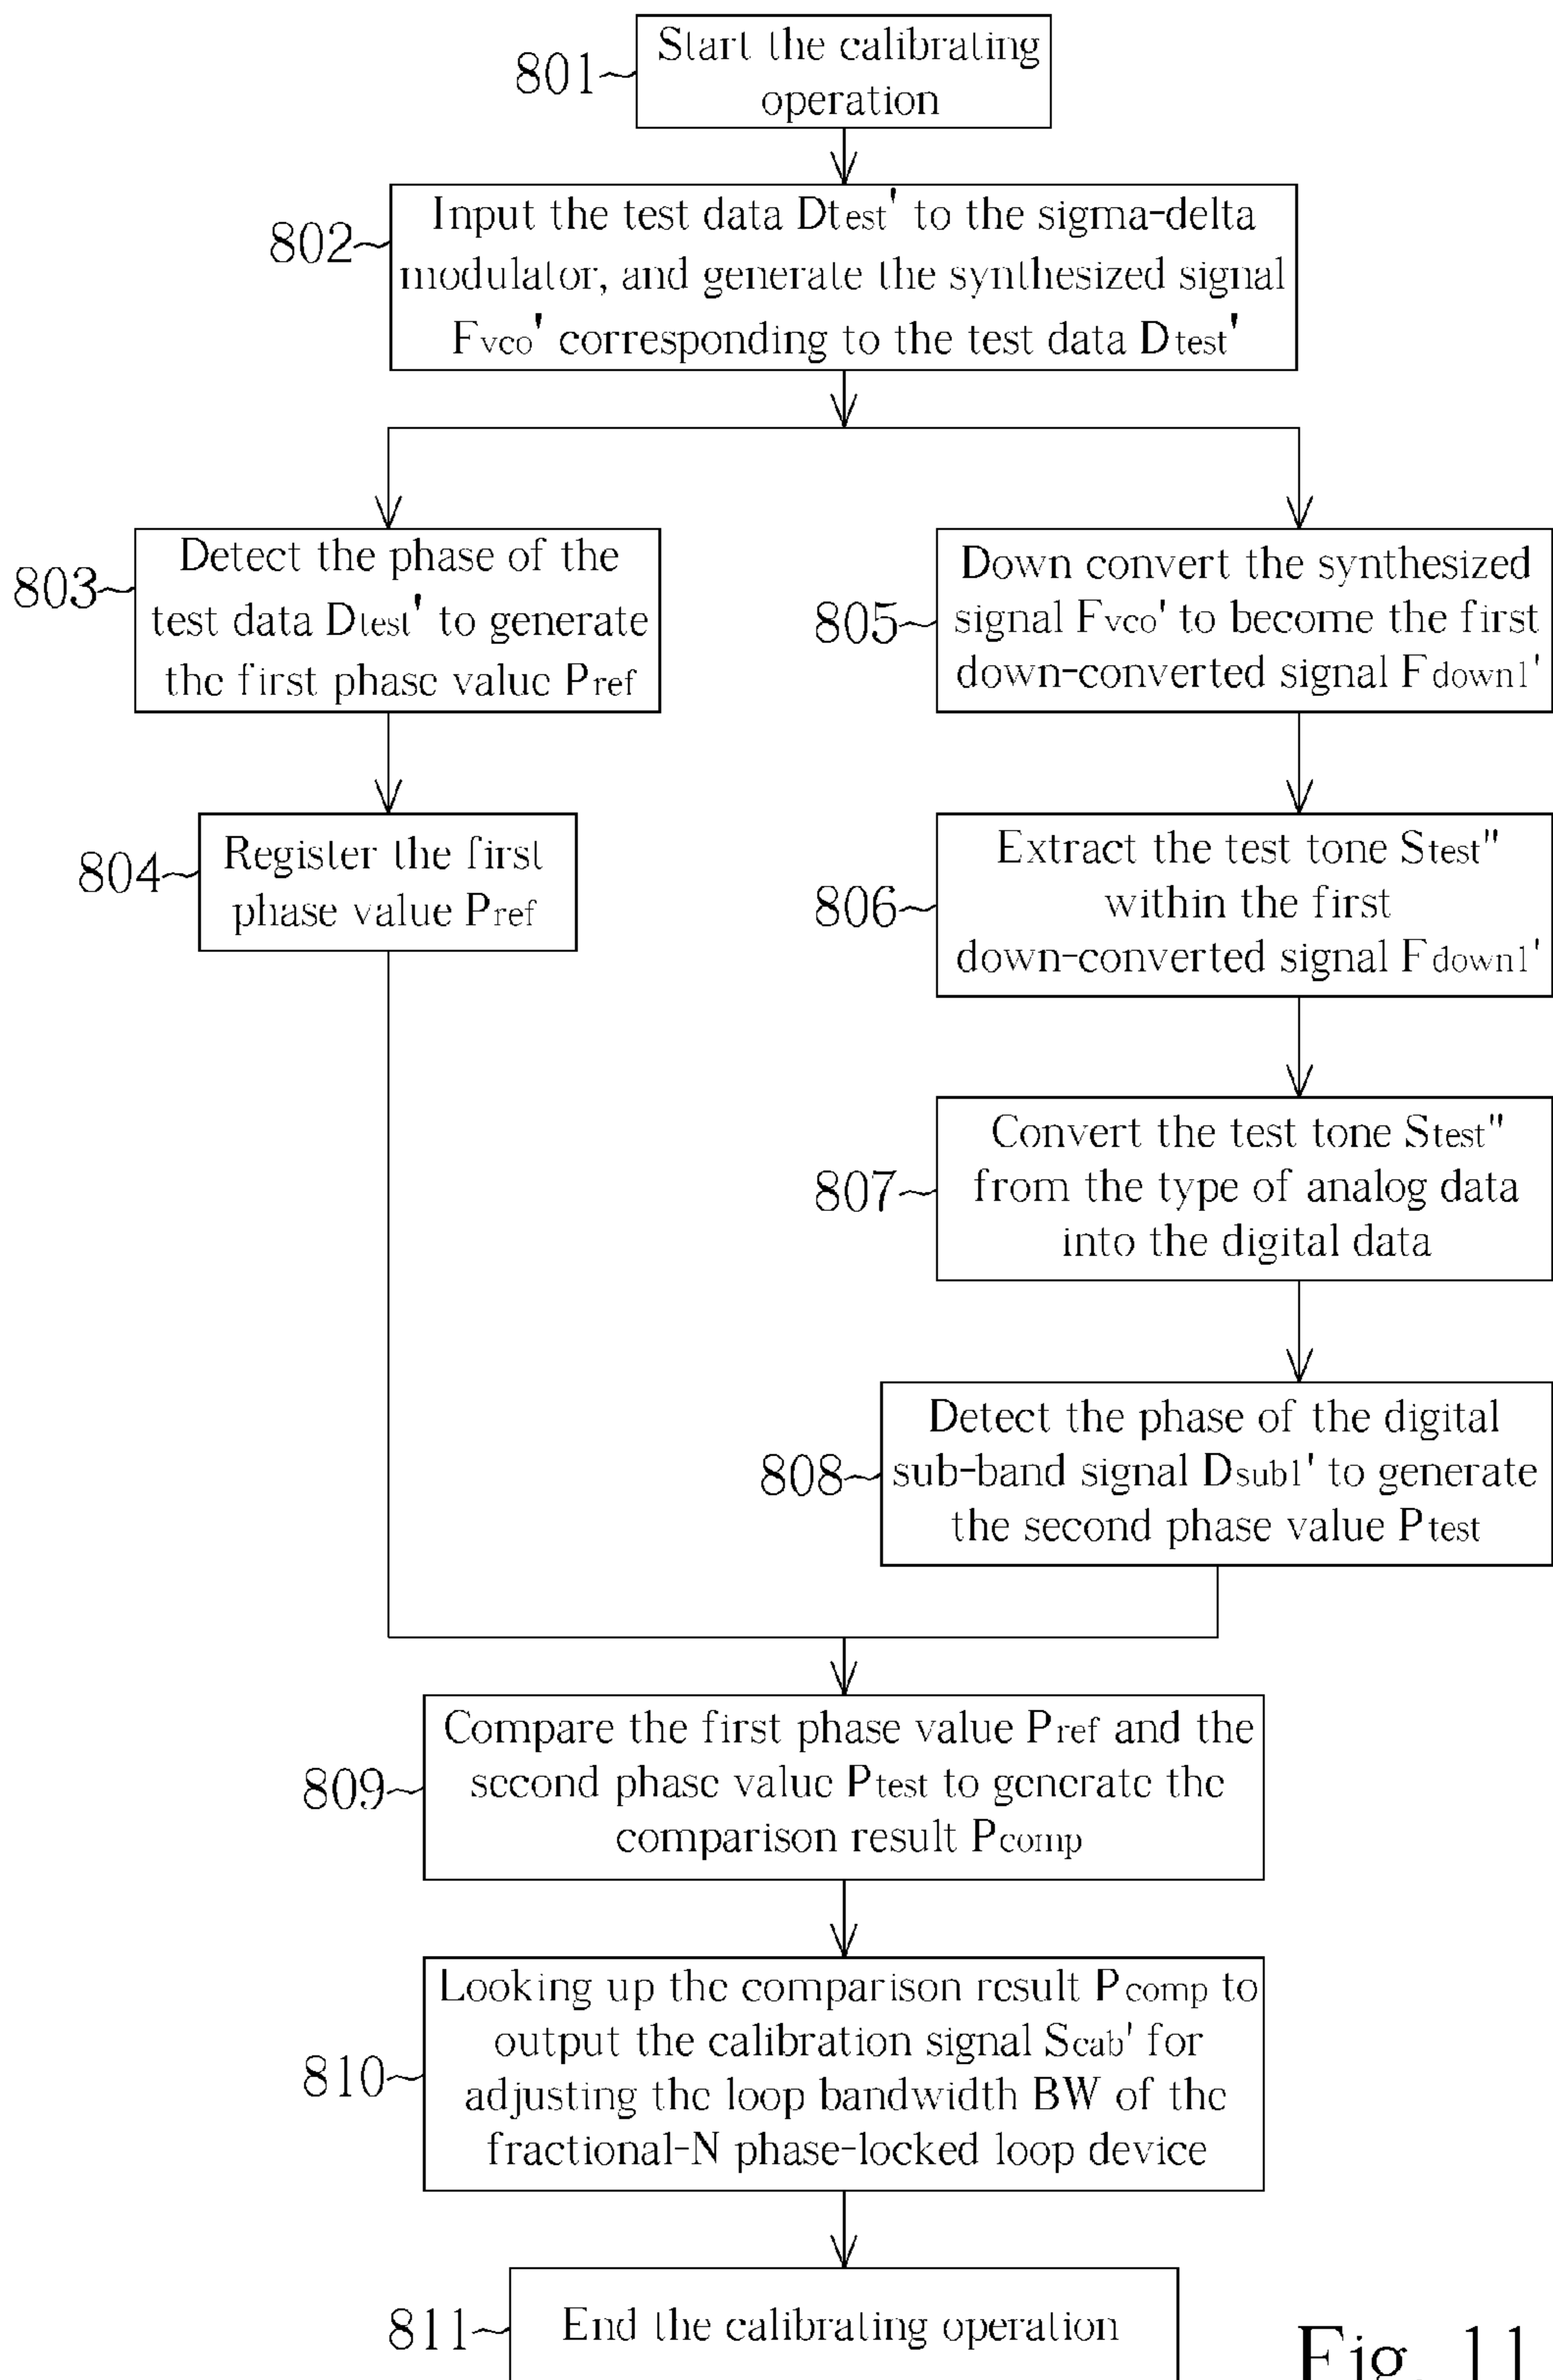 Start the calibrating
operation
801
Input the test data Dtest' to the sigma-delta
modulator, and generate the synthesized signal
Fvco' corresponding to the test data Dtest'
802
Detect the phase of the
test data Dtest' to generate
the first phase value Pref
803
Register the first
phase value Pref
804
Down convert the synthesized
signal Fvco' to become the first
down-converted signal Fdown1'
805
Extract the test tone Stest"
within the first
down-converted signal Fdown1'
806
Convert the test tone Stest"
from the type of analog data
into the digital data
807
Detect the phase of the digital
sub-band signal Dsub1' to generate
the second phase value Ptest
808
Compare the first phase value Pref and the
second phase value Ptest to generate the
comparison result Pcomp
809
Looking up the comparison result Pcomp to
output the calibration signal Scab' for
adjusting the loop bandwidth BW of the
fractional-N phase-locked loop device
810
End the calibrating operation
811
Fig. 11